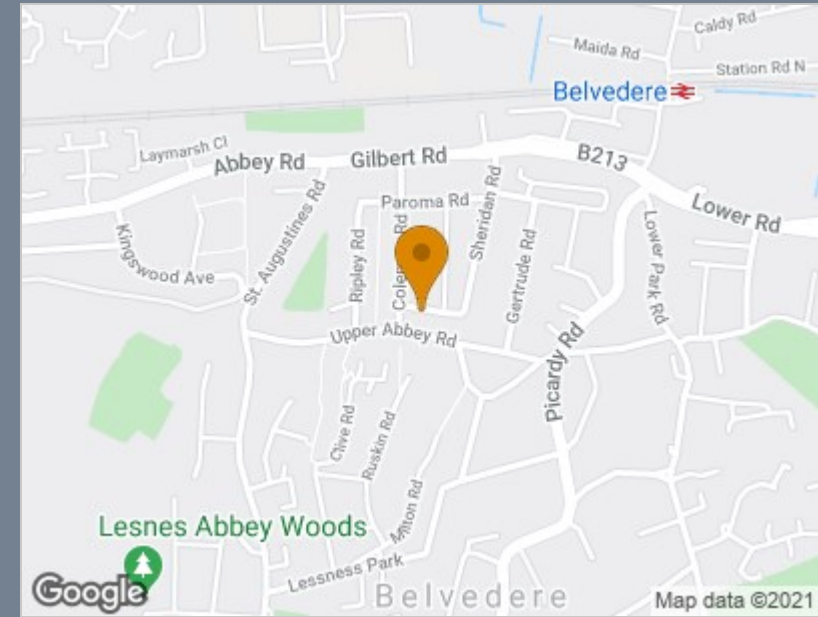 Caldy Rd
Maida Rd
Station Rd N
Belvedere
Laymarsh Cl
Abbey Rd
Gilbert Rd
B213
Paroma Rd
Lower Rd
Kingswood Ave
St. Augustines Rd
Ripley Rd
Sheridan Rd
Gertrude Rd
Lower Park Rd
Upper Abbey Rd
Picardy Rd
Clive Rd
Ruskin Rd
Lesnes Abbey Woods
Lessness Park
Belvedere
Google
Map data ©2021